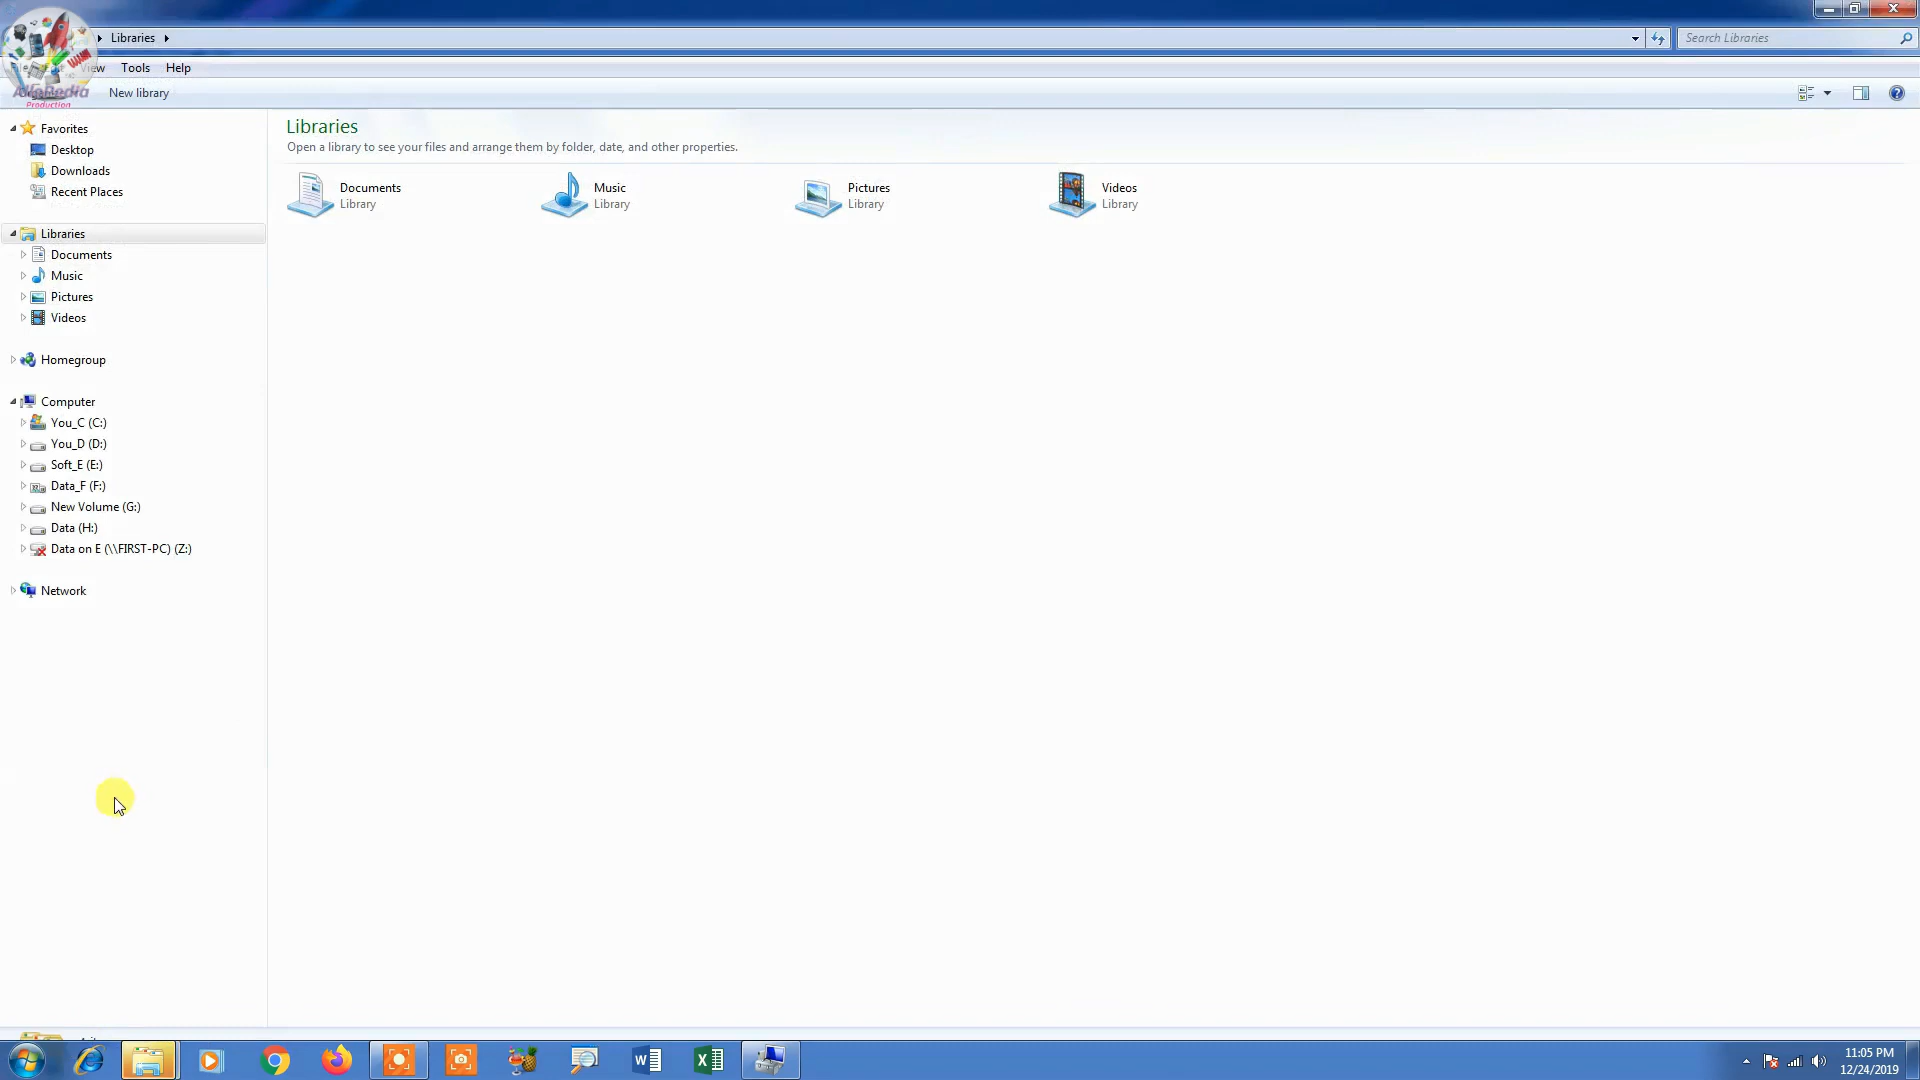 Libraries
Search Libraries
View Tools Help
AlfaPedia
Production
New library
Favorites
Desktop
Downloads
Recent Places
Libraries
Documents
Music
Pictures
Videos
Homegroup
Computer
You_C (C:)
You_D (D:)
Soft_E (E:)
Data_F (F:)
New Volume (G:)
Data (H:)
Data on E (\\FIRST-PC) (Z:)
Network
Libraries
Open a library to see your files and arrange them by folder, date, and other properties.
Documents
Library
Music
Library
Pictures
Library
Videos
Library
11:05 PM
12/24/2019